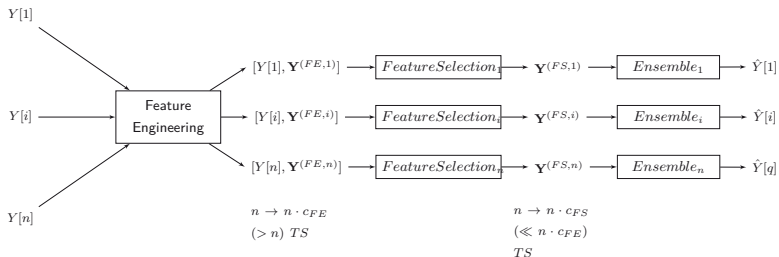 Y[1]
[Y[1], Y^(FE,1)] FeatureSelection_1 Y^(FS,1) Ensemble_1 Ŷ[1]
Y[i] Feature Engineering [Y[i], Y^(FE,i)] FeatureSelection_i Y^(FS,i) Ensemble_i Ŷ[i]
[Y[n], Y^(FE,n)] FeatureSelection_n Y^(FS,n) Ensemble_n Ŷ[q]
Y[n]
n → n · c_FE n → n · c_FS
(> n) TS (≪ n · c_FE)
TS